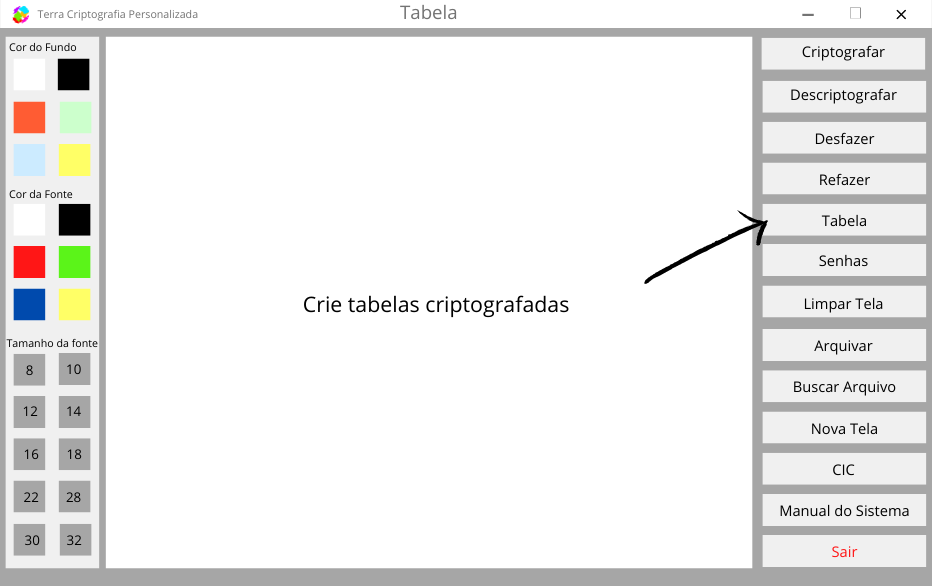 Terra Criptografia Personalizada
Tabela
Cor do Fundo
Cor da Fonte
Tamanho da fonte
8 10
12 14
16 18
22 28
30 32
Crie tabelas criptografadas
Criptografar
Descriptografar
Desfazer
Refazer
Tabela
Senhas
Limpar Tela
Arquivar
Buscar Arquivo
Nova Tela
CIC
Manual do Sistema
Sair